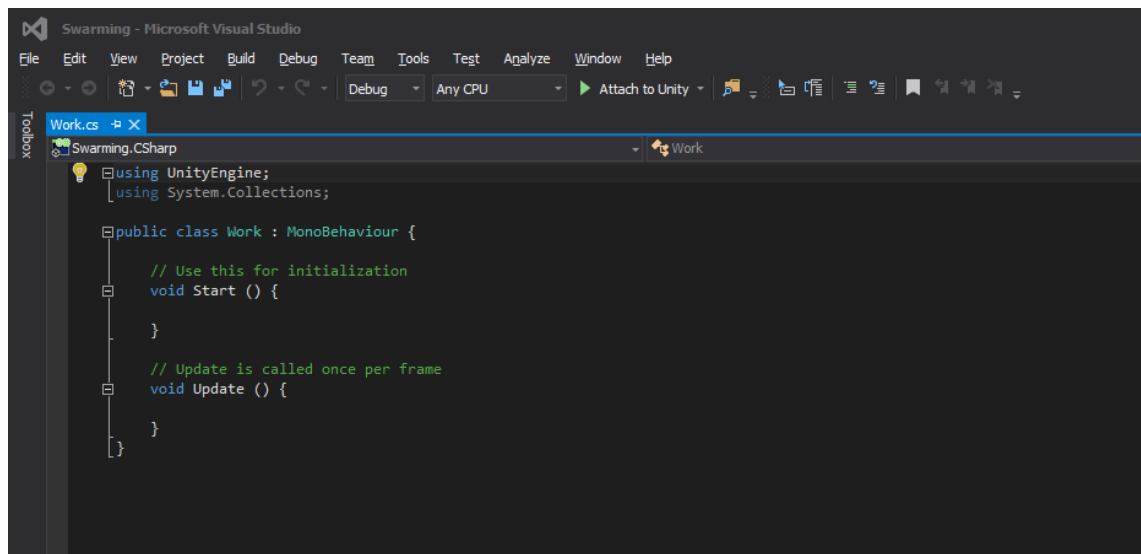 Swarming - Microsoft Visual Studio
File Edit View Project Build Debug Team Tools Test Analyze Window Help
Debug Any CPU Attach to Unity
Toolbox
Work.cs
Swarming.CSharp Work
using UnityEngine;
using System.Collections;
public class Work : MonoBehaviour {
// Use this for initialization
void Start () {
}
// Update is called once per frame
void Update () {
}
}